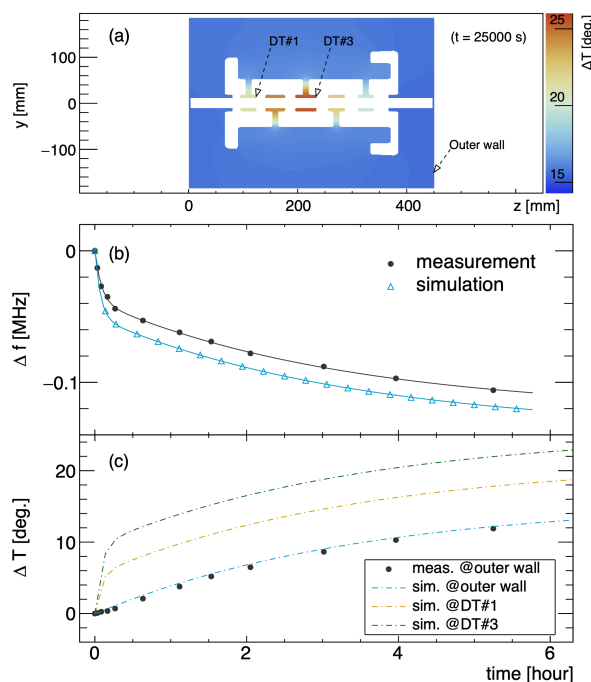 (a)
DT#1
DT#3
(t = 25000 s)
Outer wall
y [mm]
100
0
−100
0
200
400
z [mm]
25
20
15
ΔT [deg.]
(b)
measurement
simulation
Δ f [MHz]
0
−0.1
(c)
Δ T [deg.]
20
10
0
meas. @outer wall
sim. @outer wall
sim. @DT#1
sim. @DT#3
0
2
4
6
time [hour]